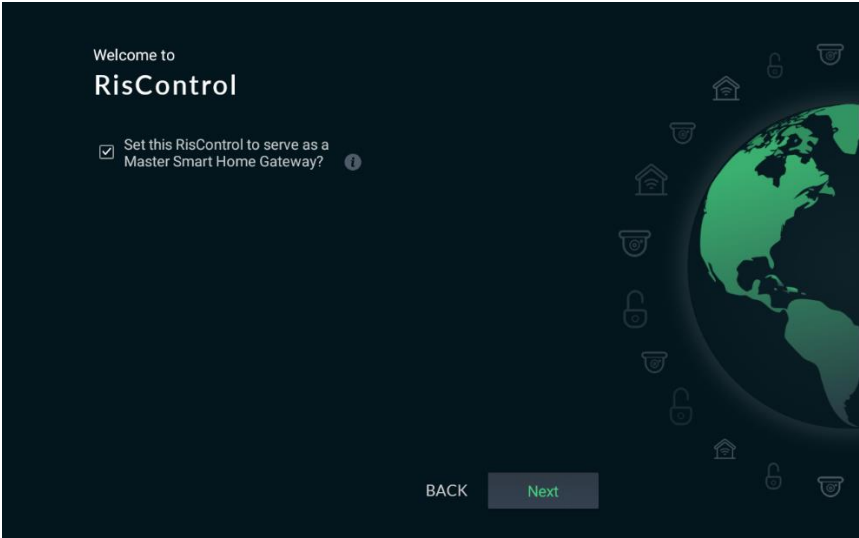 Welcome to
RisControl
Set this RisControl to serve as a
Master Smart Home Gateway?
BACK
Next